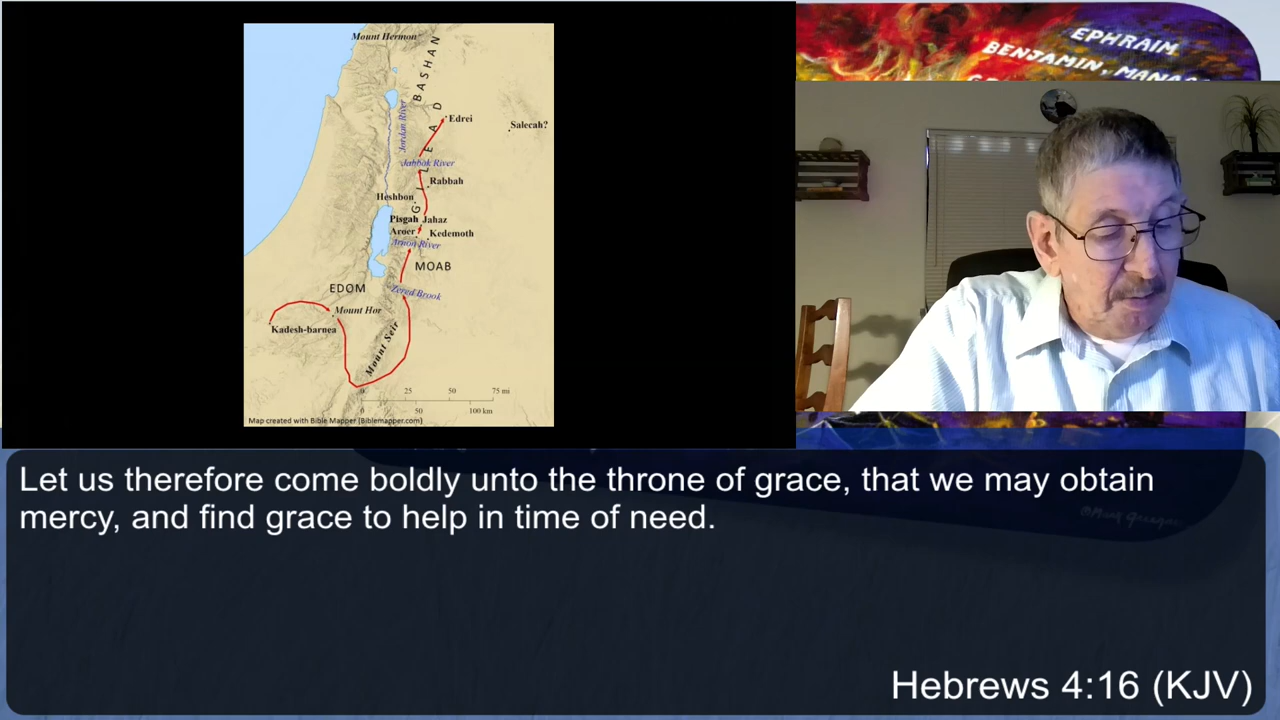 EPHRAIM
BENJAMIN, MANAS
Mount Hermon
BASHAN
Jordan River
GILEAD
Edrei
Salecah?
Jabbok River
Rabbah
Heshbon
Pisgah
Jahaz
Aroer
Kedemoth
Arnon River
MOAB
EDOM
Zered Brook
Mount Hor
Kadesh-barnea
Mount Seir
0 25 50 75 mi
0 50 100 km
Map created with Bible Mapper (Biblemapper.com)
Let us therefore come boldly unto the throne of grace, that we may obtain
mercy, and find grace to help in time of need.
Hebrews 4:16 (KJV)